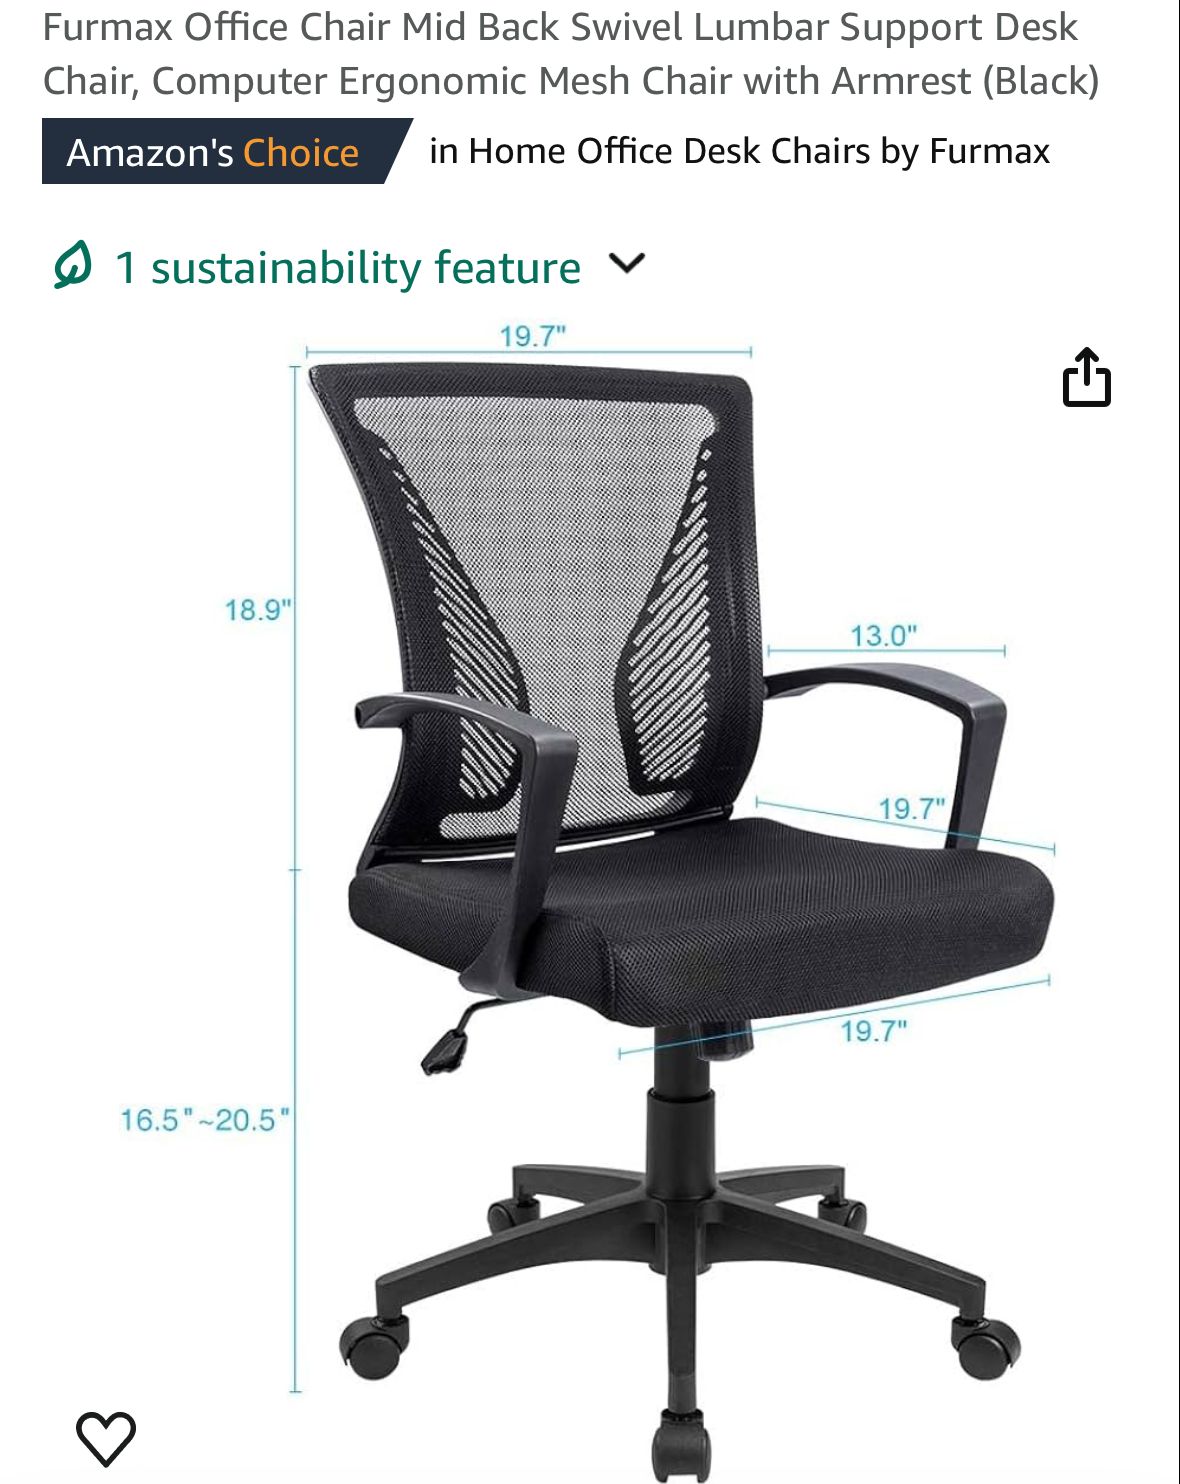 Furmax Office Chair Mid Back Swivel Lumbar Support Desk
Chair, Computer Ergonomic Mesh Chair with Armrest (Black)
Amazon's Choice in Home Office Desk Chairs by Furmax
1 sustainability feature
19.7"
18.9"
13.0"
19.7"
19.7"
16.5"~20.5"